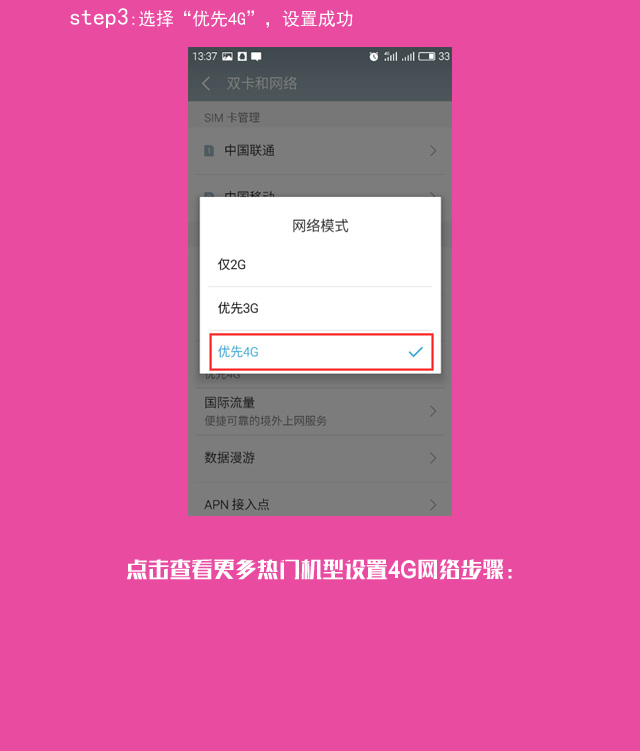 step3:选择“优先4G”，设置成功
13:37 4G 33
双卡和网络
SIM 卡管理
1 中国联通
中国移动
网络模式
仅2G
优先3G
优先4G
优先4G
国际流量
便捷可靠的境外上网服务
数据漫游
APN 接入点
点击查看更多热门机型设置4G网络步骤：